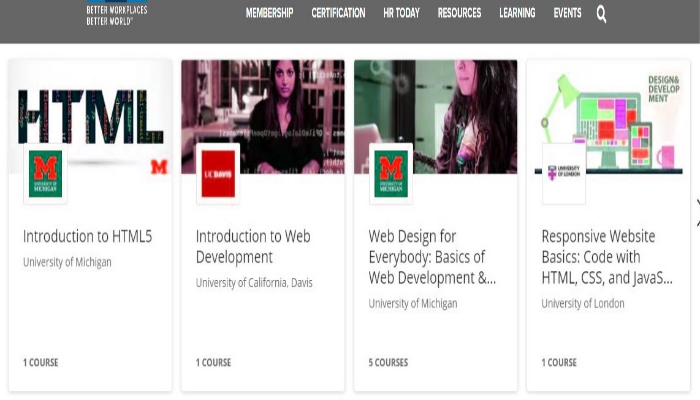 BETTER WORKPLACES
BETTER WORLD™
MEMBERSHIP CERTIFICATION HR TODAY RESOURCES LEARNING EVENTS
HTML
M
UNIVERSITY OF
MICHIGAN
M
Introduction to HTML5
University of Michigan
1 COURSE
UC DAVIS
Introduction to Web
Development
University of California, Davis
1 COURSE
M
UNIVERSITY OF
MICHIGAN
Web Design for
Everybody: Basics of
Web Development &...
University of Michigan
5 COURSES
DESIGN&
DEVELOP
MENT
UNIVERSITY
OF LONDON
Responsive Website
Basics: Code with
HTML, CSS, and JavaS...
University of London
1 COURSE